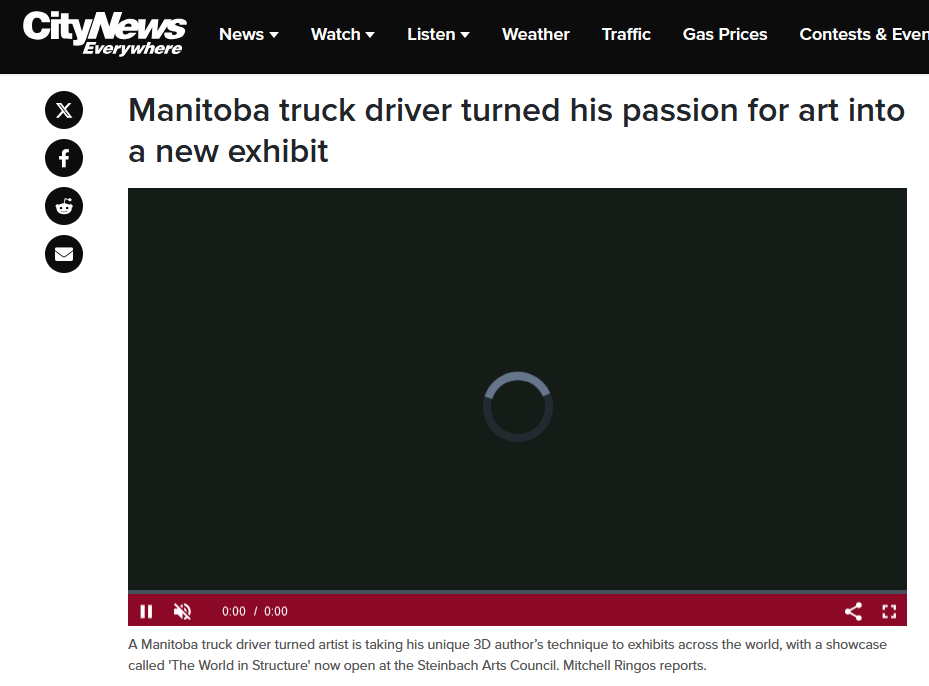 CityNews
Everywhere
News Watch Listen Weather Traffic Gas Prices Contests & Even
Manitoba truck driver turned his passion for art into
a new exhibit
0:00 / 0:00
A Manitoba truck driver turned artist is taking his unique 3D author’s technique to exhibits across the world, with a showcase
called 'The World in Structure' now open at the Steinbach Arts Council. Mitchell Ringos reports.